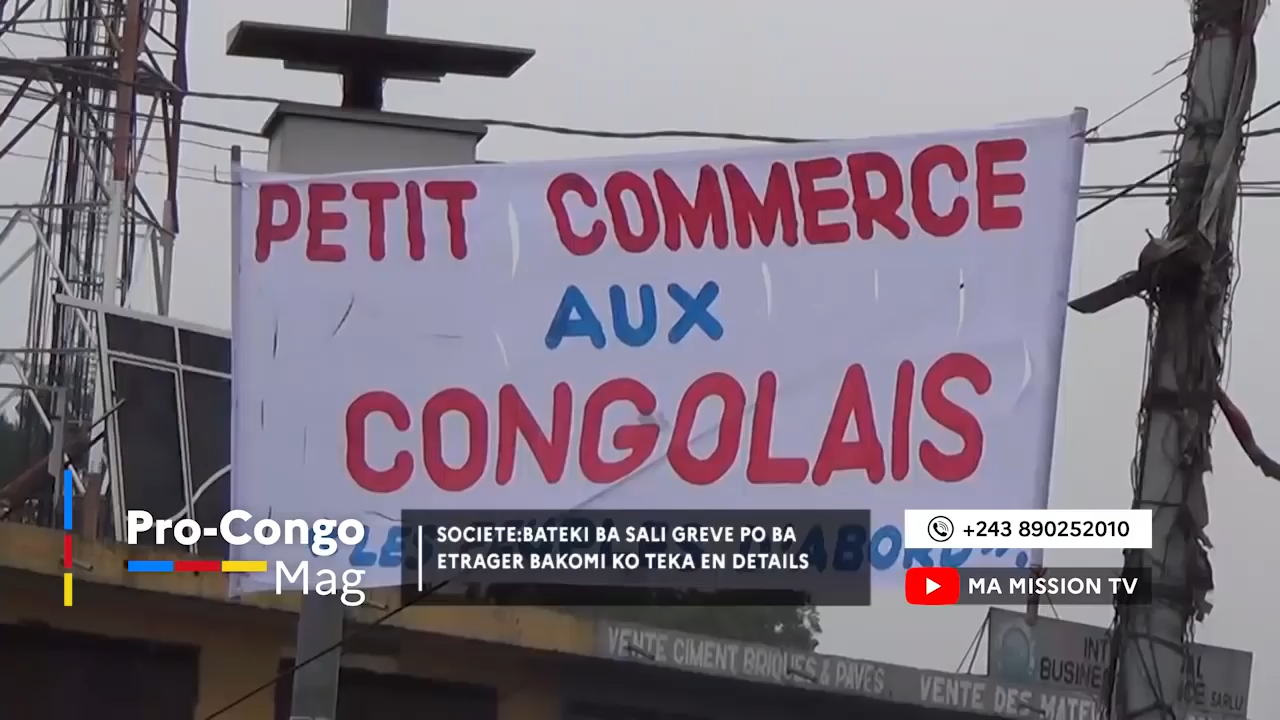 PETIT COMMERCE
AUX
CONGOLAIS
Pro-Congo
Mag
SOCIETE:BATEKI BA SALI GREVE PO BA
ETRAGER BAKOMI KO TEKA EN DETAILS
+243 890252010
MA MISSION TV
VENTE CIMENT BRIQUES & PAVES
VENTE DES
SARLU